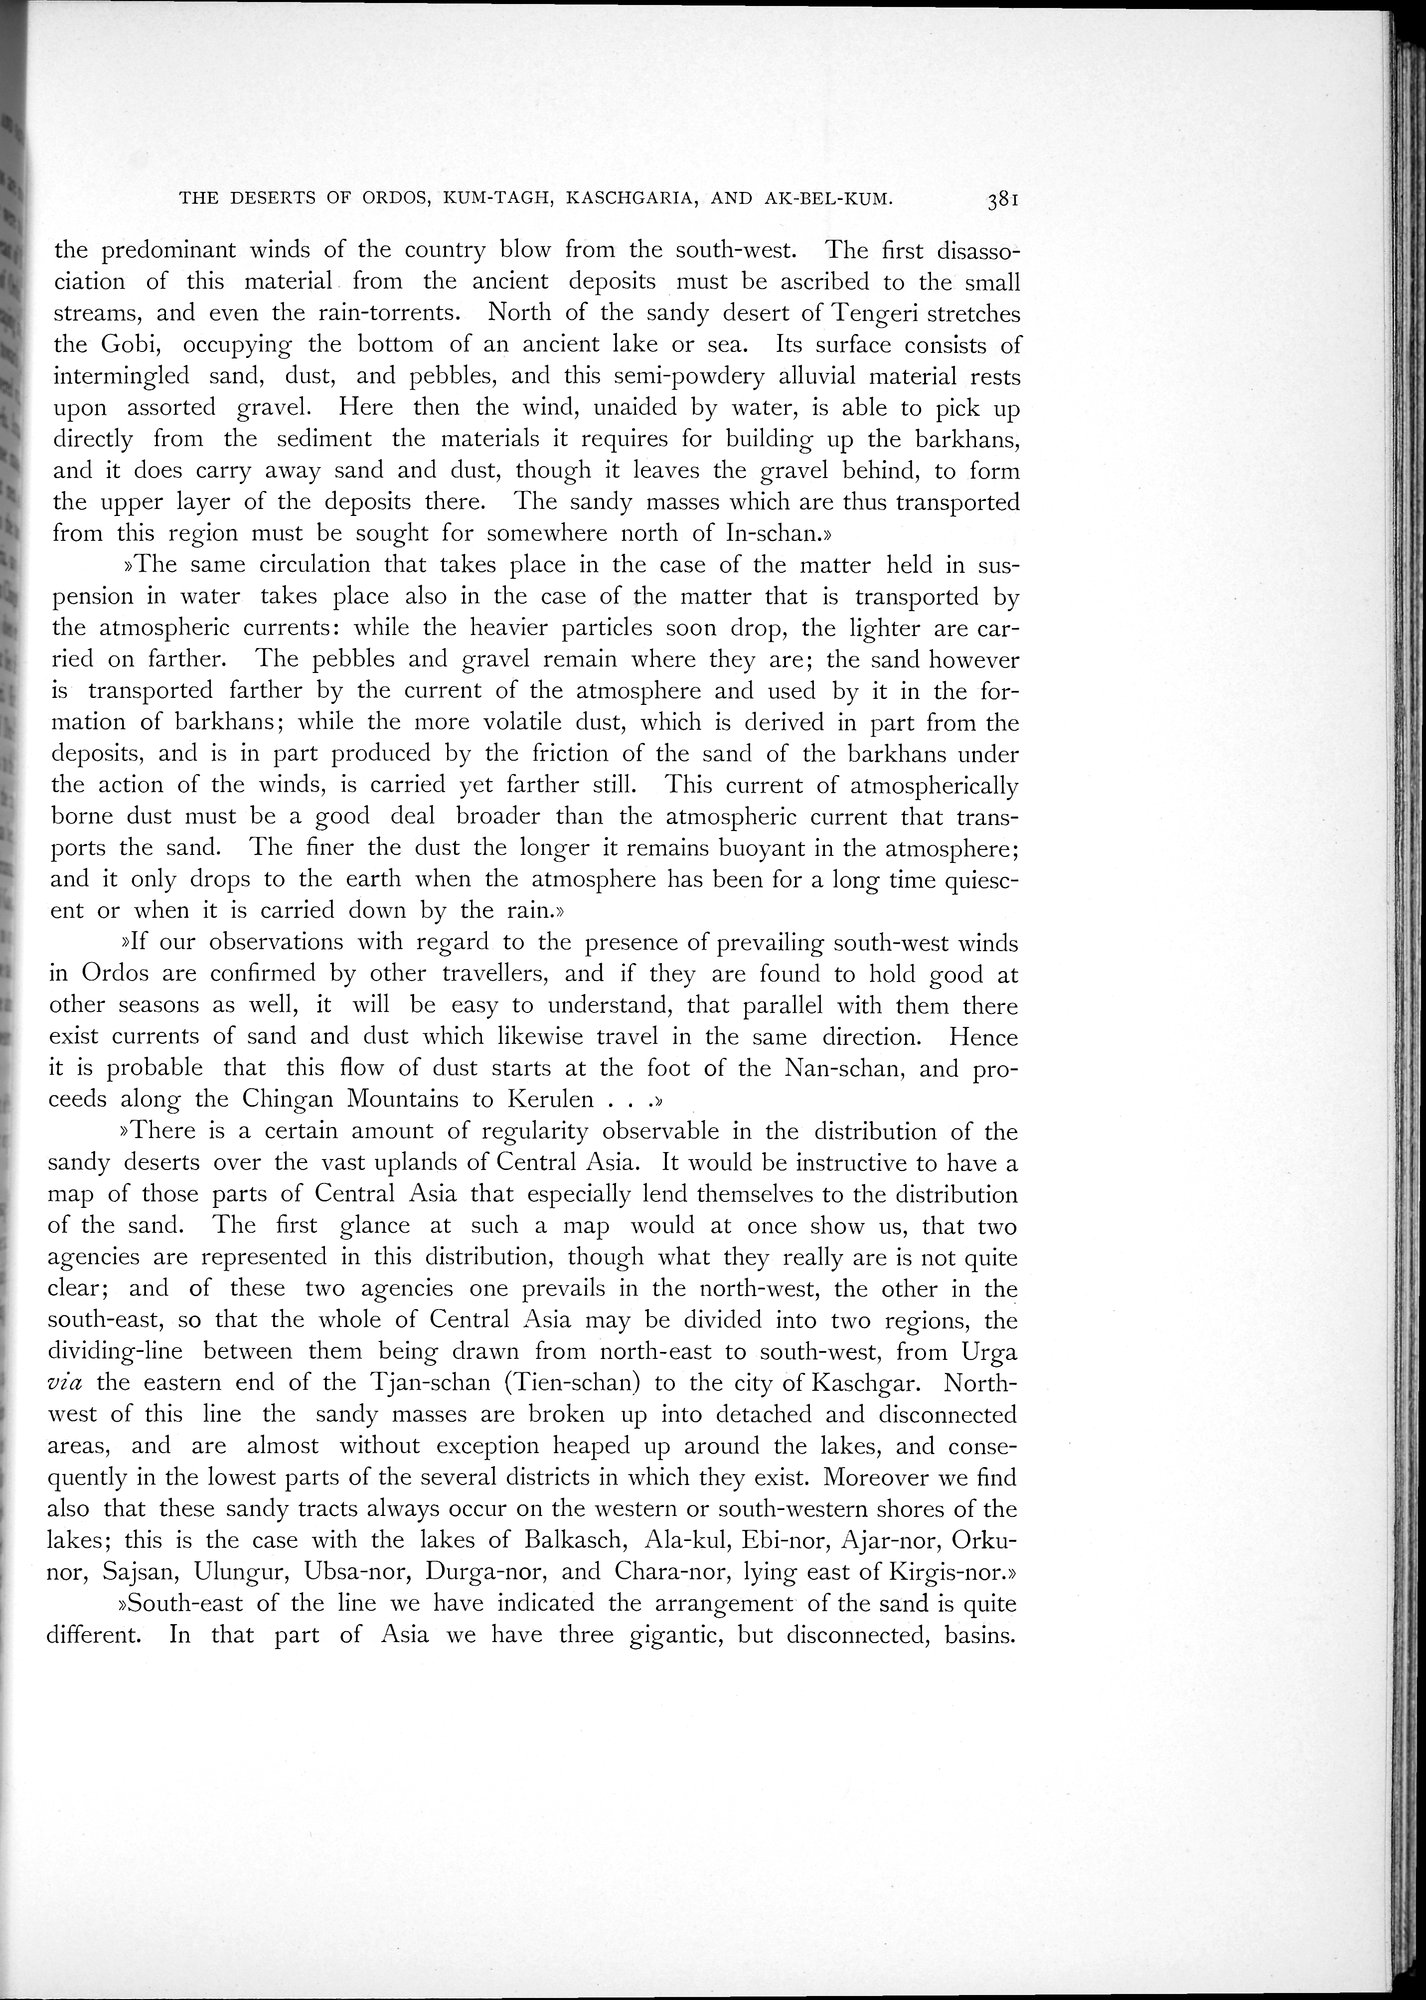 THE DESERTS OF ORDOS, KUM-TAGH, KASCHGARIA, AND AK-BEL-KUM. 381
the predominant winds of the country blow from the south-west. The first disasso-
ciation of this material from the ancient deposits must be ascribed to the small
streams, and even the rain-torrents. North of the sandy desert of Tengeri stretches
the Gobi, occupying the bottom of an ancient lake or sea. Its surface consists of
intermingled sand, dust, and pebbles, and this semi-powdery alluvial material rests
upon assorted gravel. Here then the wind, unaided by water, is able to pick up
directly from the sediment the materials it requires for building up the barkhans,
and it does carry away sand and dust, though it leaves the gravel behind, to form
the upper layer of the deposits there. The sandy masses which are thus transported
from this region must be sought for somewhere north of In-schan.»
»The same circulation that takes place in the case of the matter held in sus-
pension in water takes place also in the case of the matter that is transported by
the atmospheric currents: while the heavier particles soon drop, the lighter are car-
ried on farther. The pebbles and gravel remain where they are; the sand however
is transported farther by the current of the atmosphere and used by it in the for-
mation of barkhans; while the more volatile dust, which is derived in part from the
deposits, and is in part produced by the friction of the sand of the barkhans under
the action of the winds, is carried yet farther still. This current of atmospherically
borne dust must be a good deal broader than the atmospheric current that trans-
ports the sand. The finer the dust the longer it remains buoyant in the atmosphere;
and it only drops to the earth when the atmosphere has been for a long time quiesc-
ent or when it is carried down by the rain.»
»If our observations with regard to the presence of prevailing south-west winds
in Ordos are confirmed by other travellers, and if they are found to hold good at
other seasons as well, it will be easy to understand, that parallel with them there
exist currents of sand and dust which likewise travel in the same direction. Hence
it is probable that this flow of dust starts at the foot of the Nan-schan, and pro-
ceeds along the Chingan Mountains to Kerulen . . .»
»There is a certain amount of regularity observable in the distribution of the
sandy deserts over the vast uplands of Central Asia. It would be instructive to have a
map of those parts of Central Asia that especially lend themselves to the distribution
of the sand. The first glance at such a map would at once show us, that two
agencies are represented in this distribution, though what they really are is not quite
clear; and of these two agencies one prevails in the north-west, the other in the
south-east, so that the whole of Central Asia may be divided into two regions, the
dividing-line between them being drawn from north-east to south-west, from Urga
via the eastern end of the Tjan-schan (Tien-schan) to the city of Kaschgar. North-
west of this line the sandy masses are broken up into detached and disconnected
areas, and are almost without exception heaped up around the lakes, and conse-
quently in the lowest parts of the several districts in which they exist. Moreover we find
also that these sandy tracts always occur on the western or south-western shores of the
lakes; this is the case with the lakes of Balkasch, Ala-kul, Ebi-nor, Ajar-nor, Orku-
nor, Sajsan, Ulungur, Ubsa-nor, Durga-nor, and Chara-nor, lying east of Kirgis-nor.»
»South-east of the line we have indicated the arrangement of the sand is quite
different. In that part of Asia we have three gigantic, but disconnected, basins.